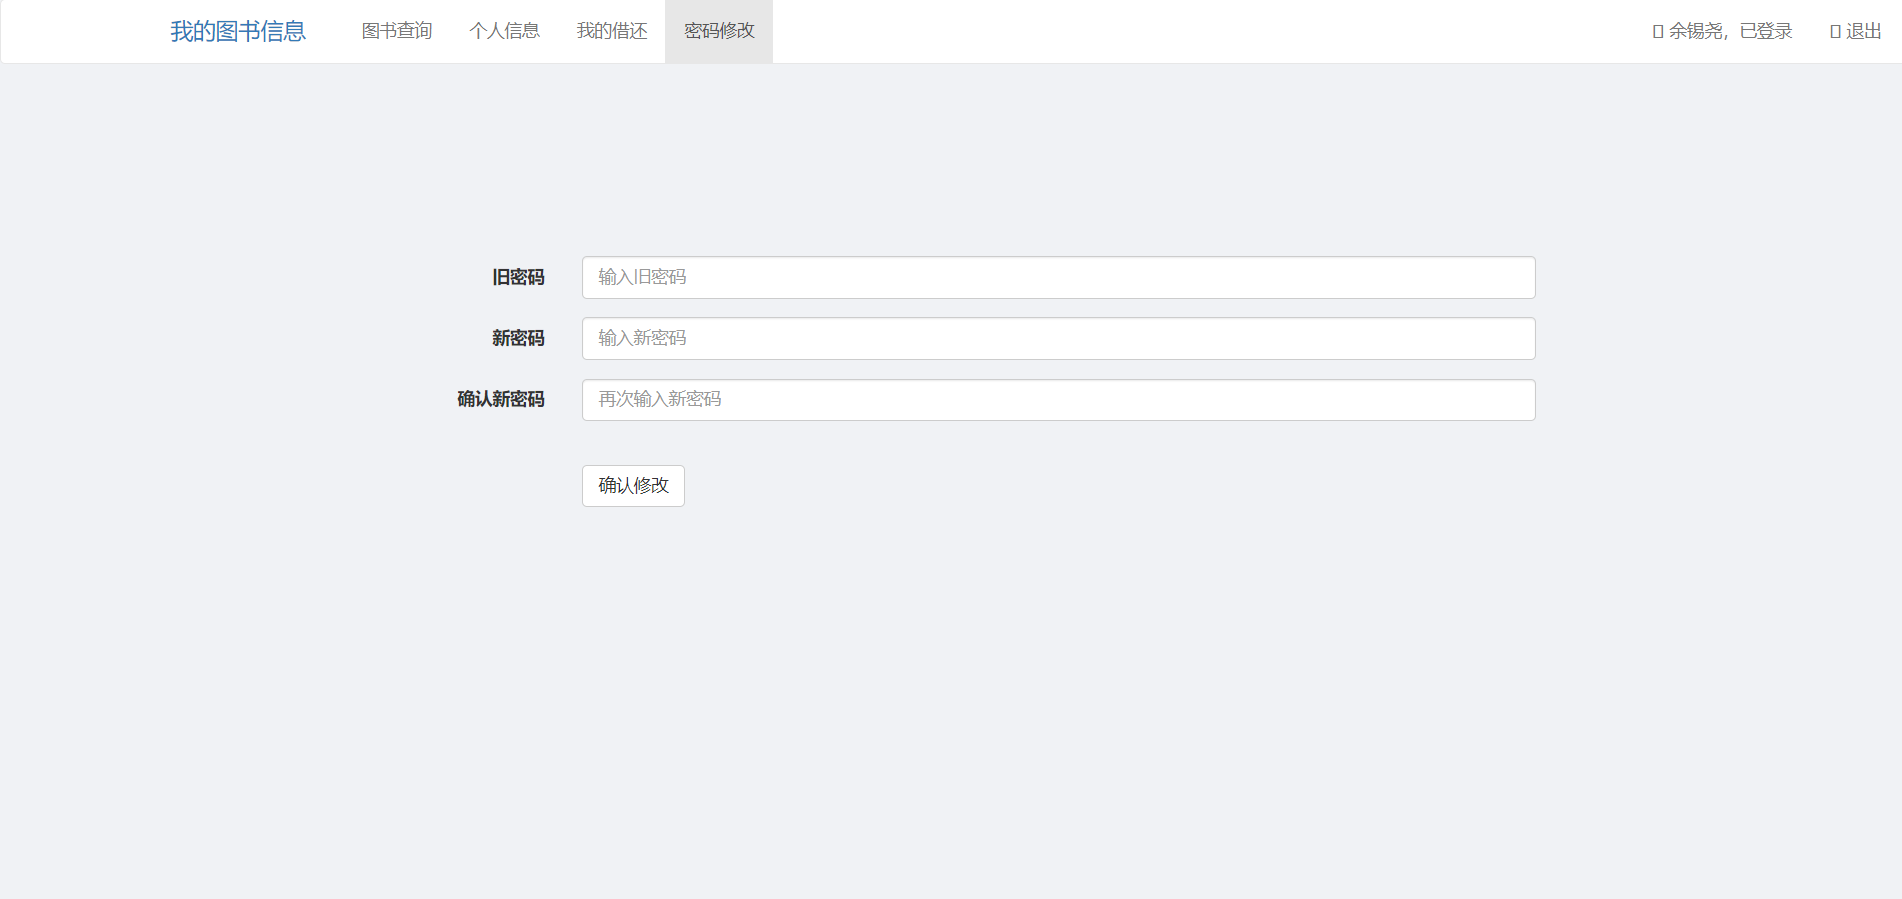 我的图书信息 图书查询 个人信息 我的借还 密码修改 余锡尧，已登录 退出
旧密码 输入旧密码
新密码 输入新密码
确认新密码 再次输入新密码
确认修改